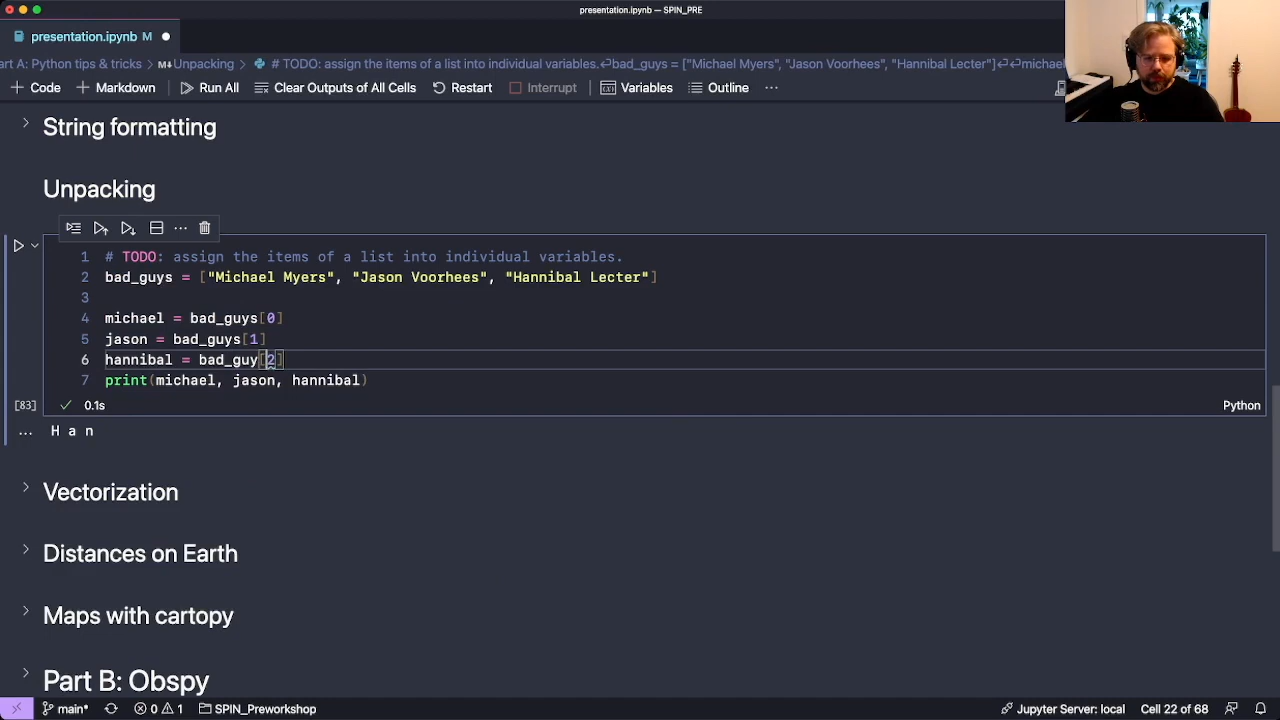 presentation.ipynb — SPIN_PRE
presentation.ipynb M
art A: Python tips & tricks > M↓ Unpacking > # TODO: assign the items of a list into individual variables.↵bad_guys = ["Michael Myers", "Jason Voorhees", "Hannibal Lecter"]↵↵michael
+ Code + Markdown Run All Clear Outputs of All Cells Restart Interrupt Variables Outline ...
String formatting
Unpacking
1 # TODO: assign the items of a list into individual variables.
2 bad_guys = ["Michael Myers", "Jason Voorhees", "Hannibal Lecter"]
3
4 michael = bad_guys[0]
5 jason = bad_guys[1]
6 hannibal = bad_guy[2]
7 print(michael, jason, hannibal)
[83] 0.1s Python
... H a n
Vectorization
Distances on Earth
Maps with cartopy
Part B: Obspy
main* 0 1 SPIN_Preworkshop Jupyter Server: local Cell 22 of 68